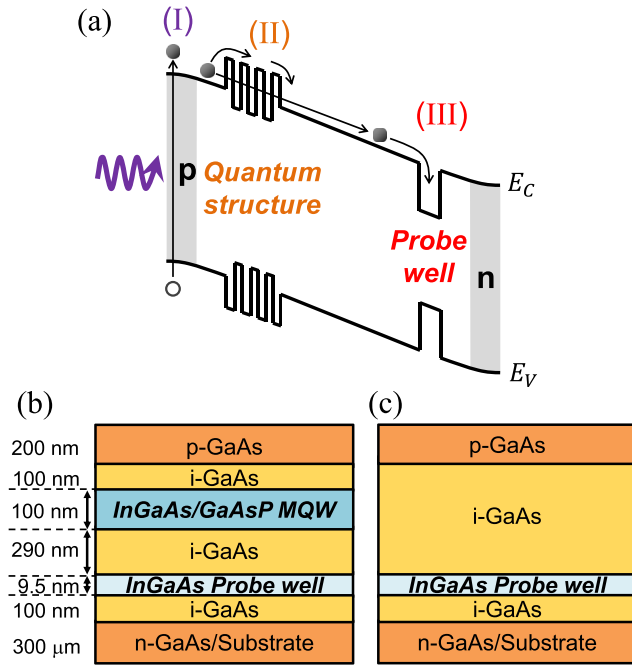 (a)
(I)
(II)
(III)
p
Quantum
structure
E_C
Probe
well
n
E_V
(b)
(c)
200 nm
p-GaAs
p-GaAs
100 nm
i-GaAs
100 nm
InGaAs/GaAsP MQW
i-GaAs
290 nm
i-GaAs
9.5 nm
InGaAs Probe well
InGaAs Probe well
100 nm
i-GaAs
i-GaAs
300 μm
n-GaAs/Substrate
n-GaAs/Substrate